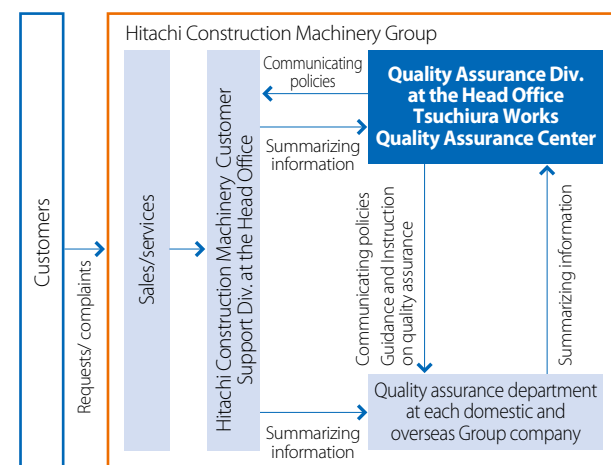 Hitachi Construction Machinery Group
Customers
Requests/ complaints
Sales/services
Hitachi Construction Machinery Customer
Support Div. at the Head Office
Communicating
policies
Summarizing
information
Quality Assurance Div.
at the Head Office
Tsuchiura Works
Quality Assurance Center
Communicating policies
Guidance and Instruction
on quality assurance
Summarizing information
Summarizing
information
Quality assurance department
at each domestic and
overseas Group company